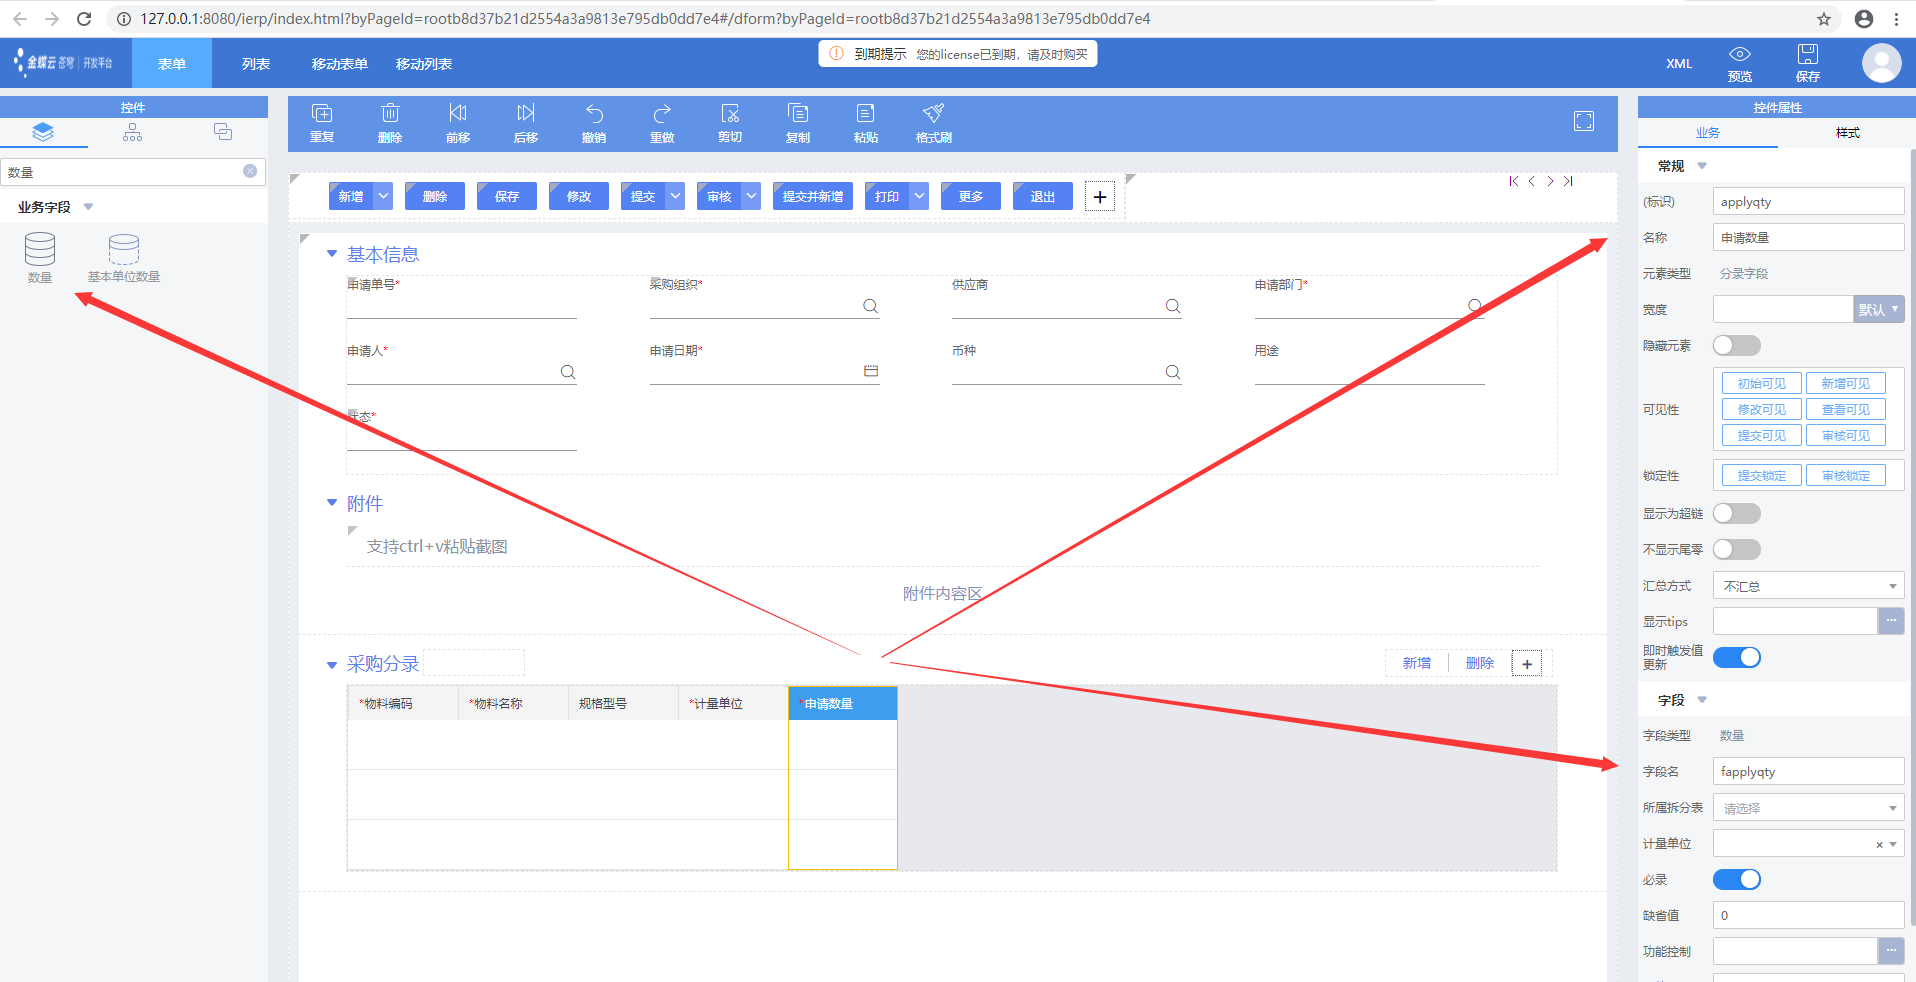 127.0.0.1:8080/ierp/index.html?byPageId=rootb8d37b21d2554a3a9813e795db0dd7e4#/dform?byPageId=rootb8d37b21d2554a3a9813e795db0dd7e4
金蝶云 苍穹 | 开发平台
表单
列表
移动表单
移动列表
到期提示 您的license已到期，请及时购买
XML
预览
保存
控件
数量
业务字段
数量
基本单位数量
重复
删除
前移
后移
撤销
重做
剪切
复制
粘贴
格式刷
新增
删除
保存
修改
提交
审核
提交并新增
打印
更多
退出
基本信息
申请单号*
采购组织*
供应商
申请部门*
申请人*
申请日期*
币种
用途
状态*
附件
支持ctrl+v粘贴截图
附件内容区
采购分录
新增
删除
*物料编码
*物料名称
规格型号
*计量单位
*申请数量
控件属性
业务
样式
常规
(标识) applyqty
名称 申请数量
元素类型 分录字段
宽度 默认
隐藏元素
可见性
初始可见 新增可见
修改可见 查看可见
提交可见 审核可见
锁定性 提交锁定 审核锁定
显示为超链
不显示尾零
汇总方式 不汇总
显示tips
即时触发值
更新
字段
字段类型 数量
字段名 fapplyqty
所属拆分表 请选择
计量单位
必录
缺省值 0
功能控制